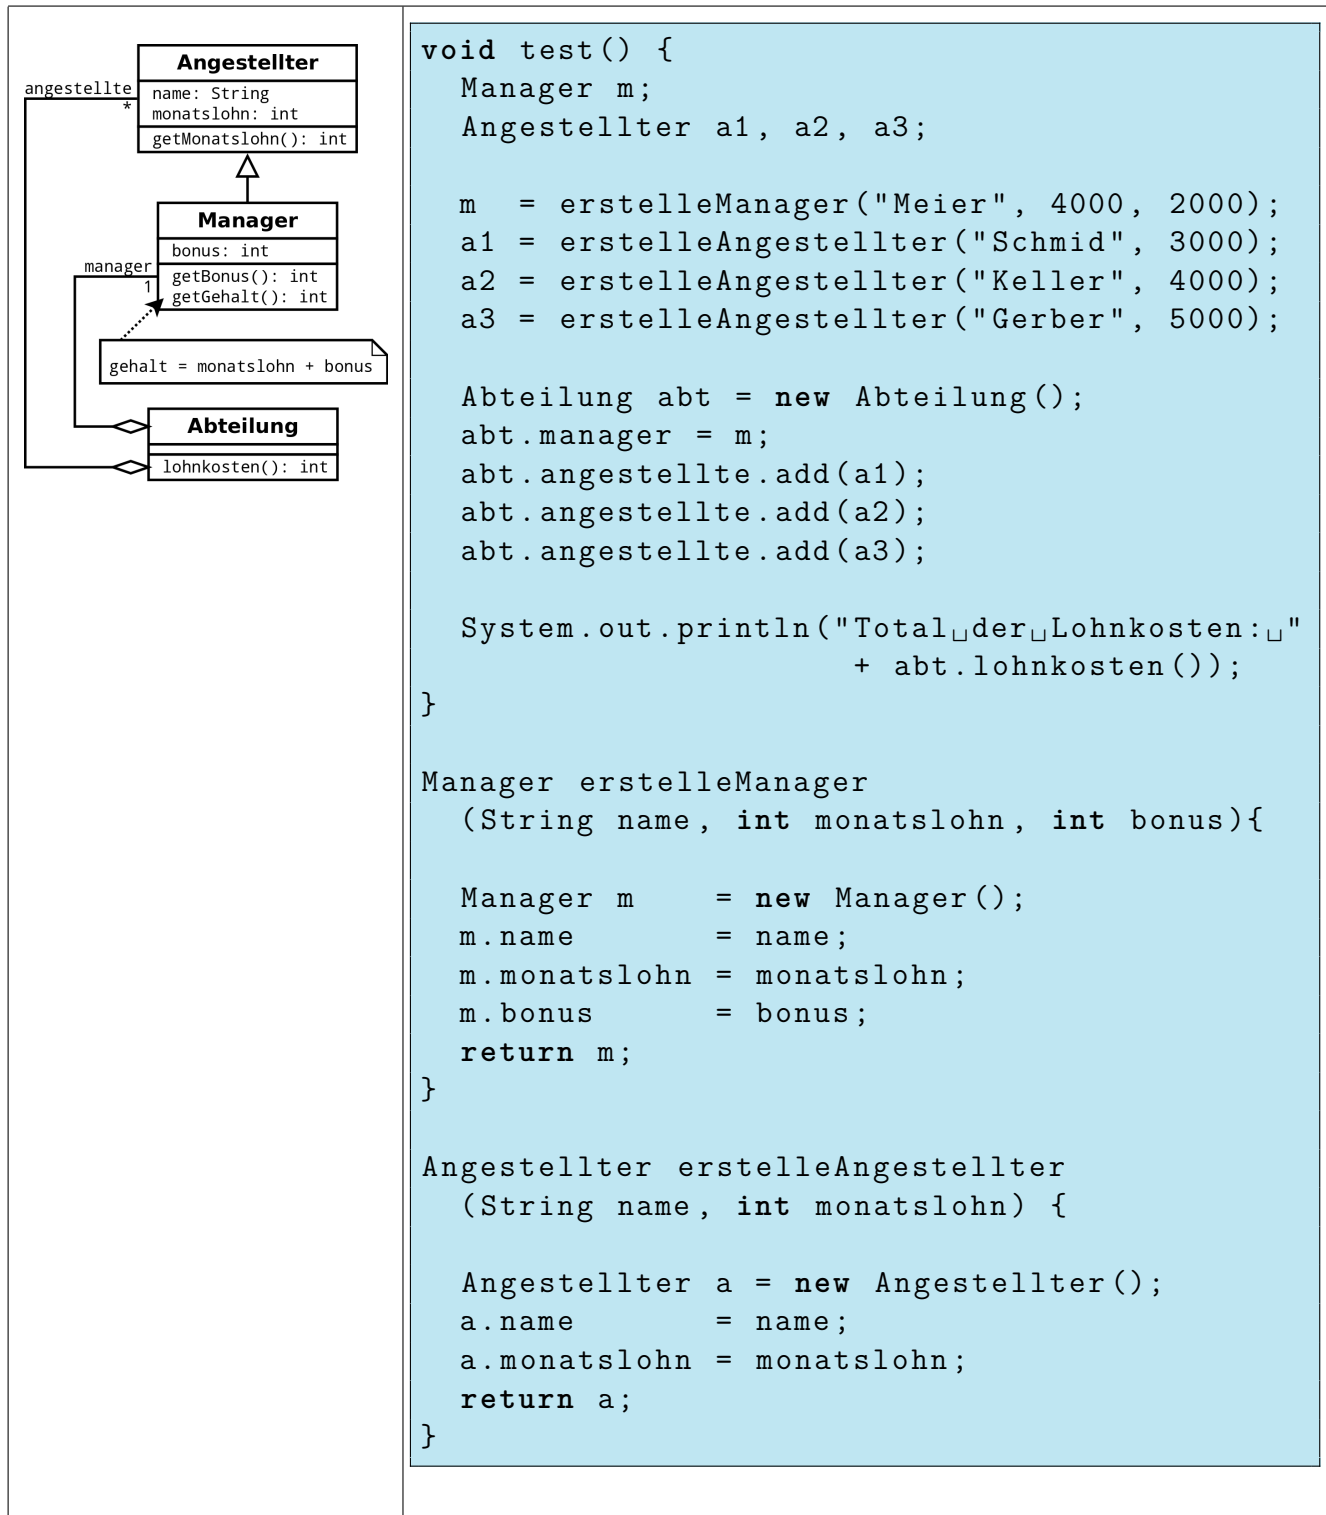 Angestellter
angestellte
*
name: String
monatslohn: int
getMonatslohn(): int
Manager
bonus: int
manager
1
getBonus(): int
getGehalt(): int
gehalt = monatslohn + bonus
Abteilung
lohnkosten(): int
void test() {
  Manager m;
  Angestellter a1, a2, a3;

  m  = erstelleManager("Meier", 4000, 2000);
  a1 = erstelleAngestellter("Schmid", 3000);
  a2 = erstelleAngestellter("Keller", 4000);
  a3 = erstelleAngestellter("Gerber", 5000);

  Abteilung abt = new Abteilung();
  abt.manager = m;
  abt.angestellte.add(a1);
  abt.angestellte.add(a2);
  abt.angestellte.add(a3);

  System.out.println("Total␣der␣Lohnkosten:␣"
                      + abt.lohnkosten());
}

Manager erstelleManager
  (String name, int monatslohn, int bonus){

  Manager m    = new Manager();
  m.name       = name;
  m.monatslohn = monatslohn;
  m.bonus      = bonus;
  return m;
}

Angestellter erstelleAngestellter
  (String name, int monatslohn) {

  Angestellter a = new Angestellter();
  a.name       = name;
  a.monatslohn = monatslohn;
  return a;
}